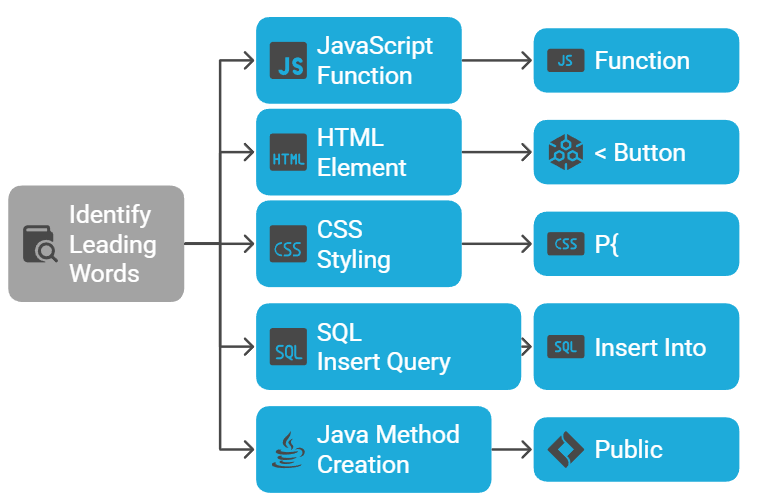 JS
JavaScript
Function
JS
Function
HTML
HTML
Element
< Button
Identify
Leading
Words
CSS
CSS
Styling
CSS
P{
SQL
SQL
Insert Query
SQL
Insert Into
Java Method
Creation
Public